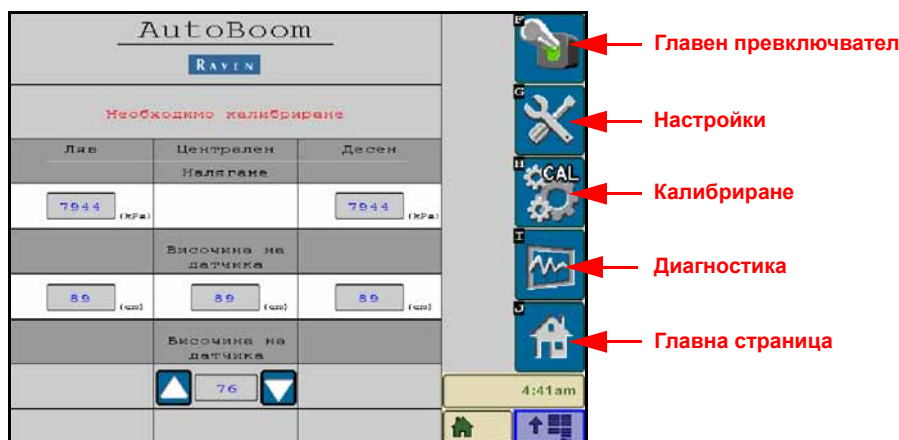 AutoBoom
RAVEN
Необходимо калибриране
Ляв Централен Десен
Налягане
7944 (kPa) 7944 (kPa)
Височина на
датчика
89 (cm) 89 (cm) 89 (cm)
Височина на
датчика
76
F
G
H
CAL
I
J
4:41am
Главен превключвател
Настройки
Калибриране
Диагностика
Главна страница